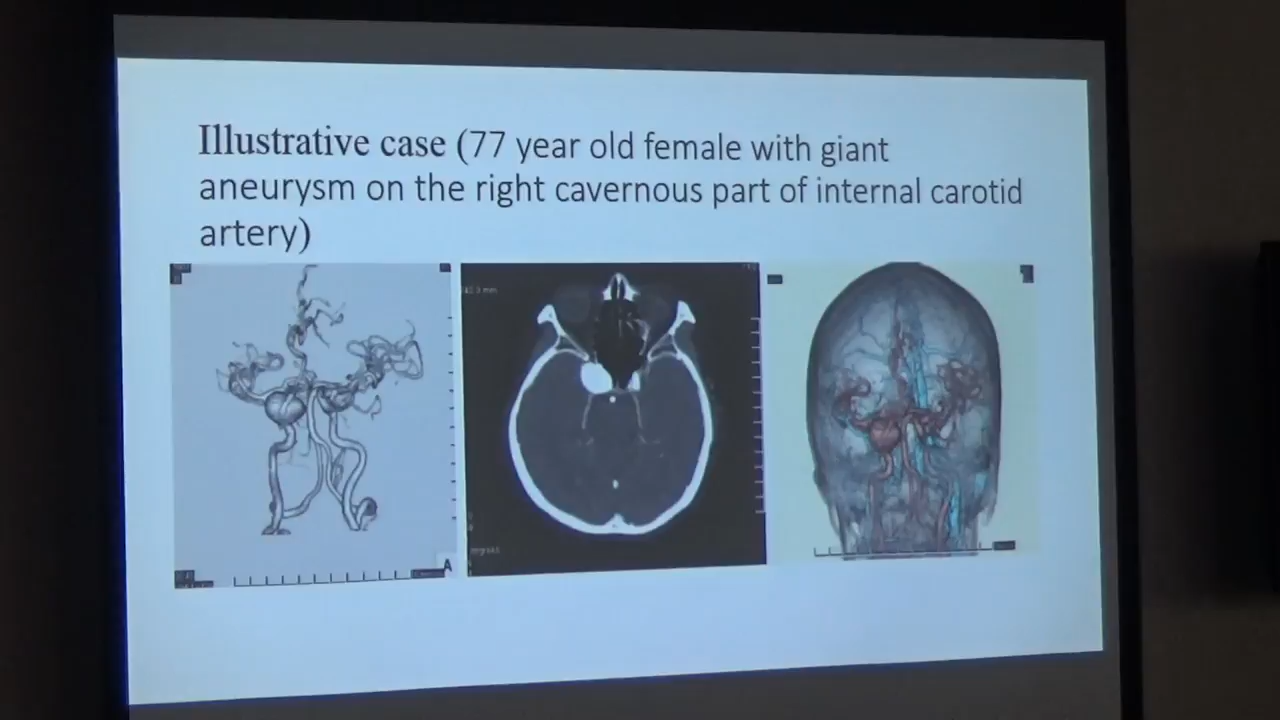 Illustrative case (77 year old female with giant
aneurysm on the right cavernous part of internal carotid
artery)
A